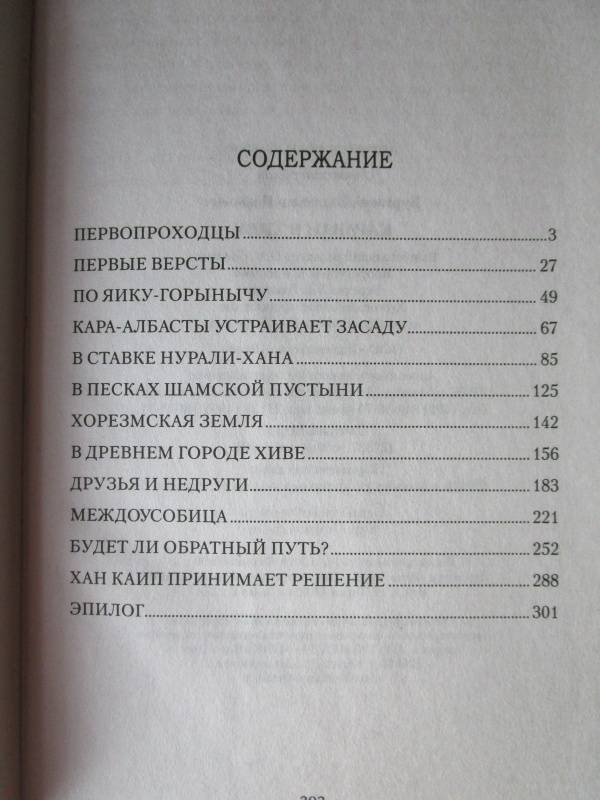 СОДЕРЖАНИЕ
ПЕРВОПРОХОДЦЫ 3
ПЕРВЫЕ ВЕРСТЫ 27
ПО ЯИКУ-ГОРЫНЫЧУ 49
КАРА-АЛБАСТЫ УСТРАИВАЕТ ЗАСАДУ 67
В СТАВКЕ НУРАЛИ-ХАНА 85
В ПЕСКАХ ШАМСКОЙ ПУСТЫНИ 125
ХОРЕЗМСКАЯ ЗЕМЛЯ 142
В ДРЕВНЕМ ГОРОДЕ ХИВЕ 156
ДРУЗЬЯ И НЕДРУГИ 183
МЕЖДОУСОБИЦА 221
БУДЕТ ЛИ ОБРАТНЫЙ ПУТЬ? 252
ХАН КАИП ПРИНИМАЕТ РЕШЕНИЕ 288
ЭПИЛОГ 301